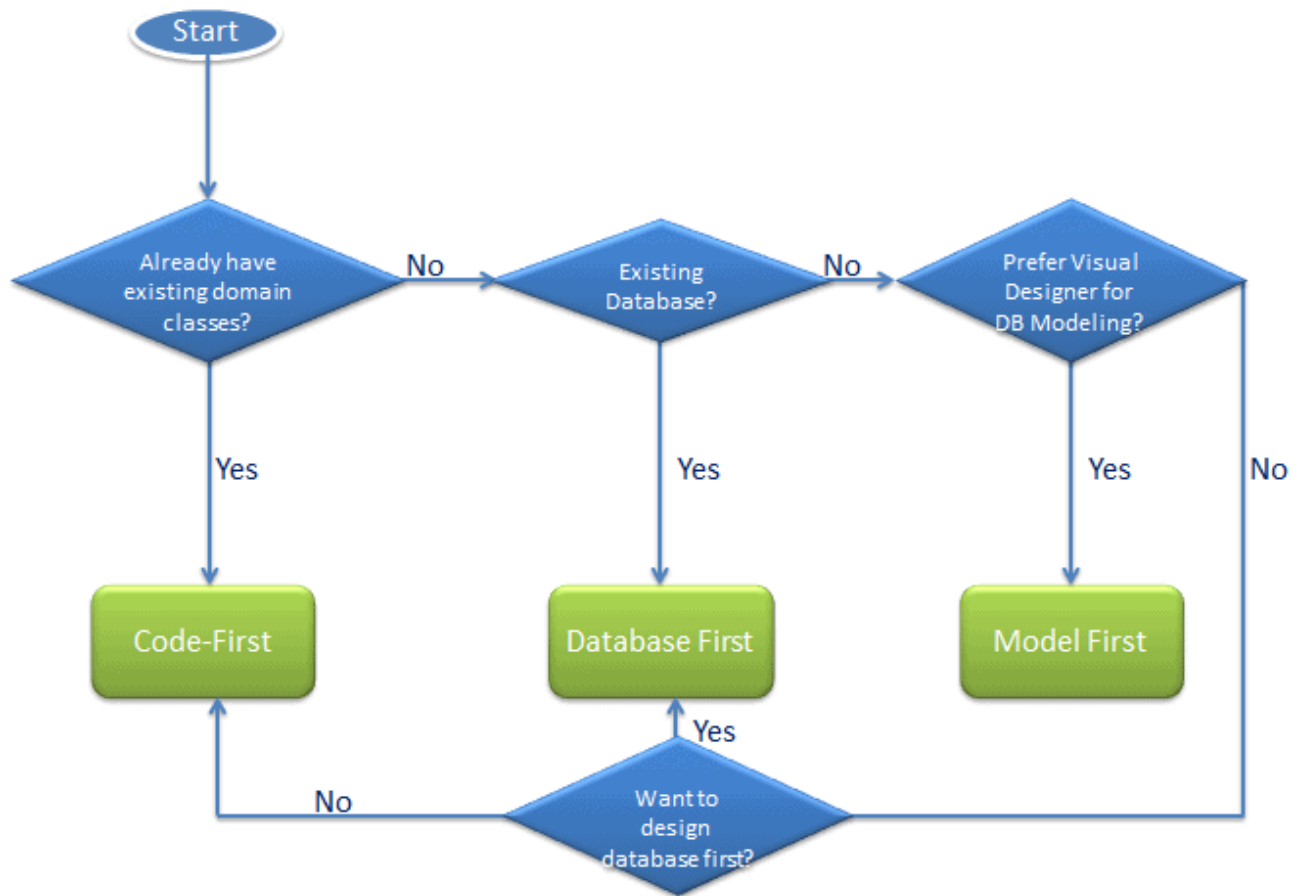 Start
Already have
existing domain
classes?
No
Existing
Database?
No
Prefer Visual
Designer for
DB Modeling?
Yes
Yes
Yes
No
Code-First
Database First
Model First
Yes
No
Want to
design
database first?